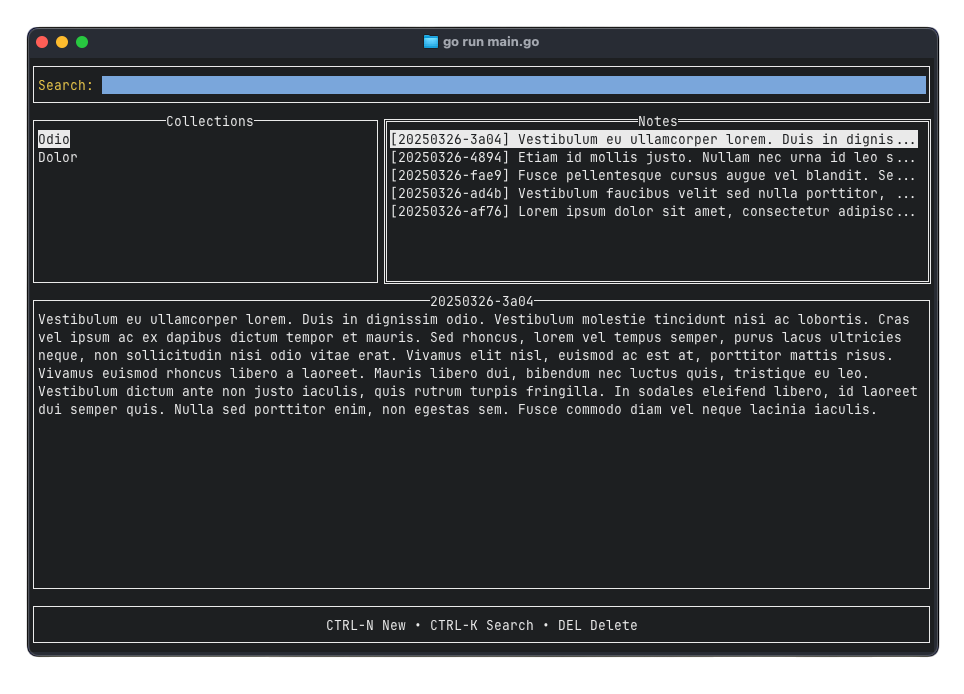 go run main.go
Search:
Collections
Odio
Dolor
Notes
[20250326-3a04] Vestibulum eu ullamcorper lorem. Duis in dignis...
[20250326-4894] Etiam id mollis justo. Nullam nec urna id leo s...
[20250326-fae9] Fusce pellentesque cursus augue vel blandit. Se...
[20250326-ad4b] Vestibulum faucibus velit sed nulla porttitor, ...
[20250326-af76] Lorem ipsum dolor sit amet, consectetur adipisc...
20250326-3a04
Vestibulum eu ullamcorper lorem. Duis in dignissim odio. Vestibulum molestie tincidunt nisi ac lobortis. Cras
vel ipsum ac ex dapibus dictum tempor et mauris. Sed rhoncus, lorem vel tempus semper, purus lacus ultricies
neque, non sollicitudin nisi odio vitae erat. Vivamus elit nisl, euismod ac est at, porttitor mattis risus.
Vivamus euismod rhoncus libero a laoreet. Mauris libero dui, bibendum nec luctus quis, tristique eu leo.
Vestibulum dictum ante non justo iaculis, quis rutrum turpis fringilla. In sodales eleifend libero, id laoreet
dui semper quis. Nulla sed porttitor enim, non egestas sem. Fusce commodo diam vel neque lacinia iaculis.
CTRL-N New • CTRL-K Search • DEL Delete